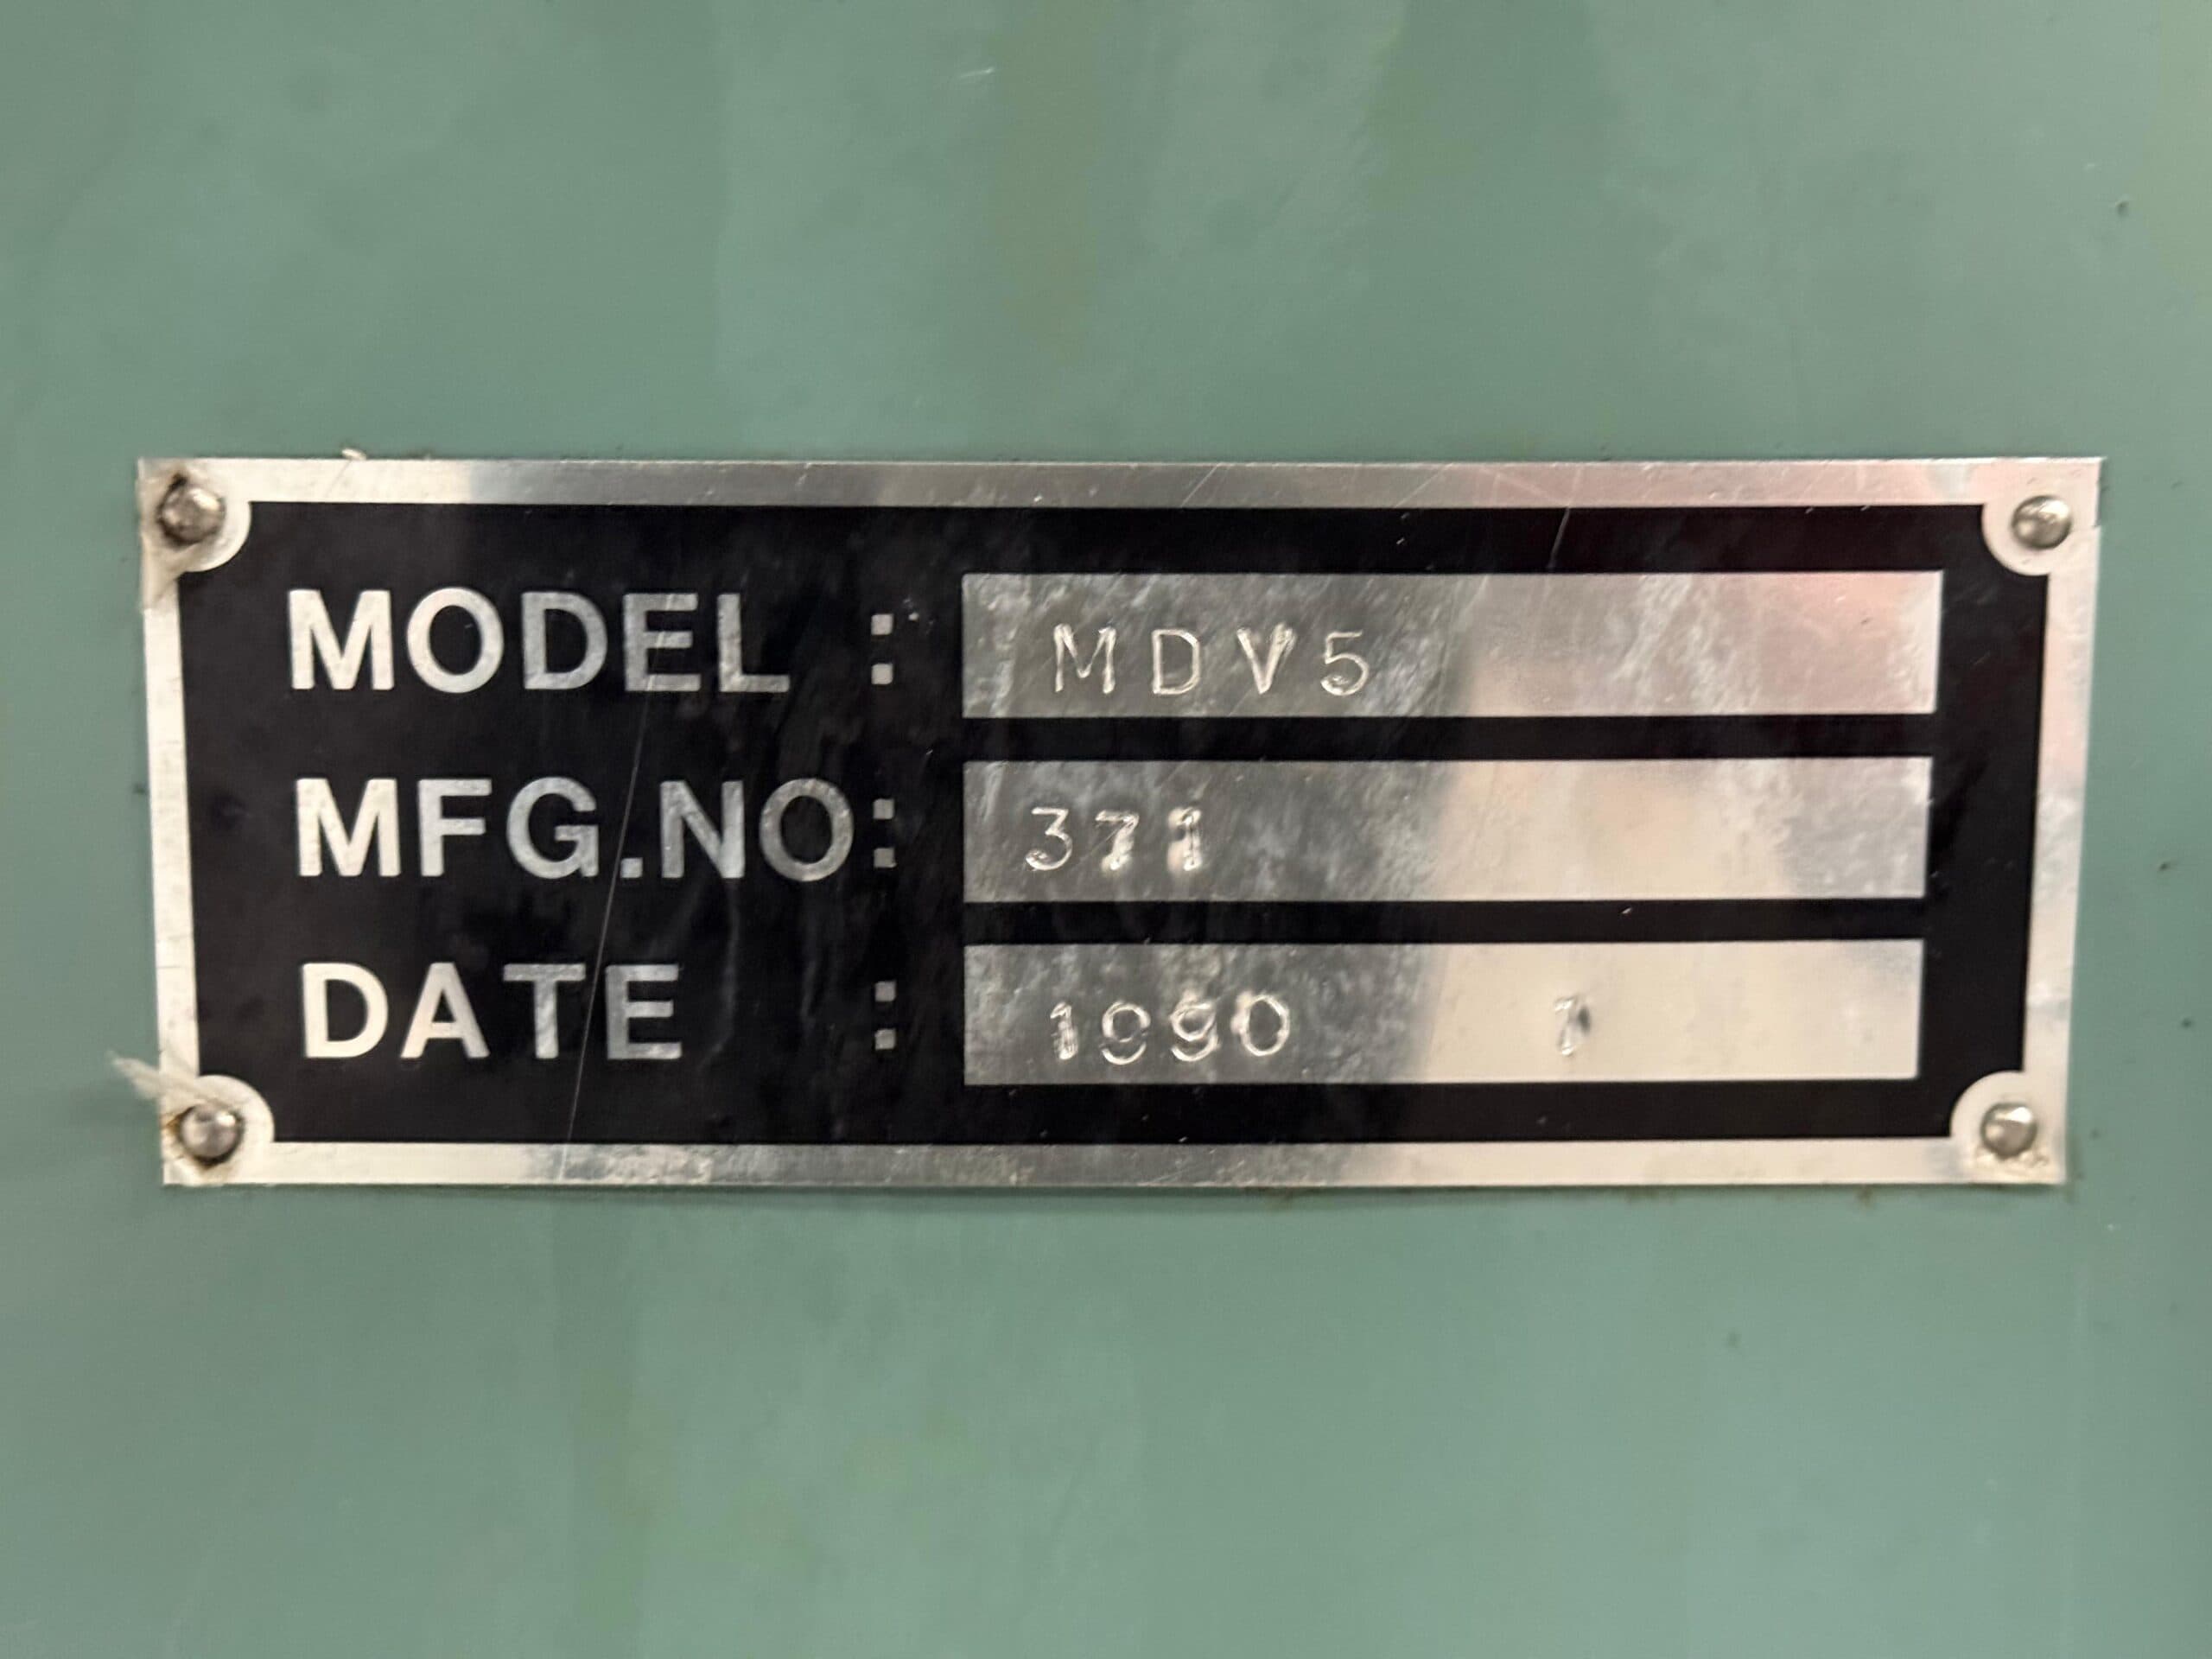 MODEL : MDV5
MFG.NO: 371
DATE : 1990 7